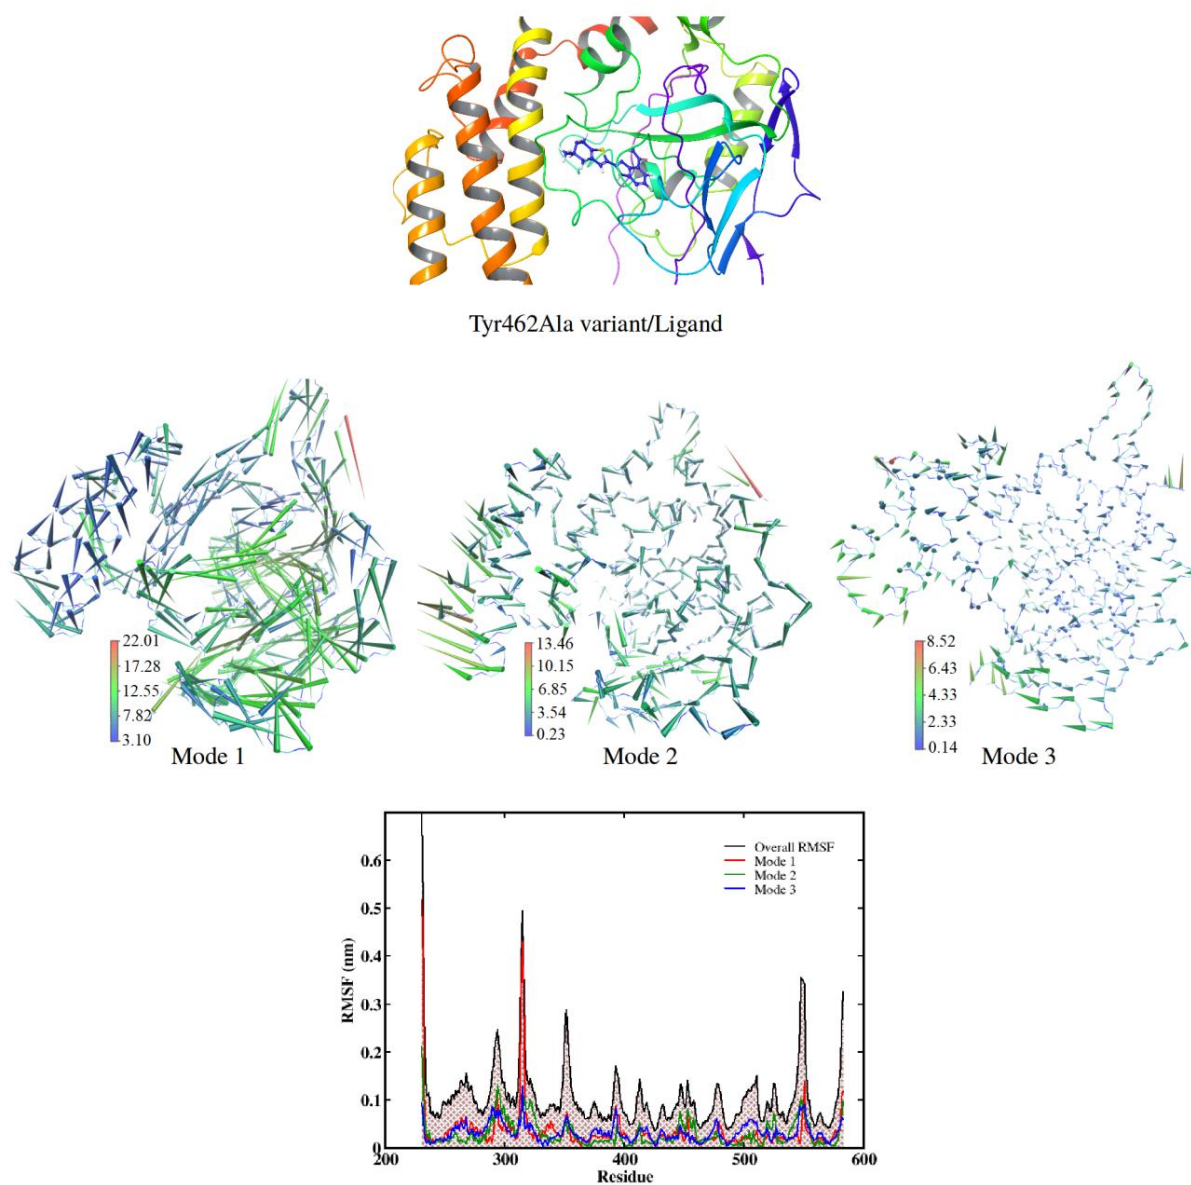 Tyr462Ala variant/Ligand
22.01
17.28
12.55
7.82
3.10
Mode 1
13.46
10.15
6.85
3.54
0.23
Mode 2
8.52
6.43
4.33
2.33
0.14
Mode 3
Overall RMSF
Mode 1
Mode 2
Mode 3
RMSF (nm)
0.6
0.5
0.4
0.3
0.2
0.1
0
200 300 400 500 600
Residue